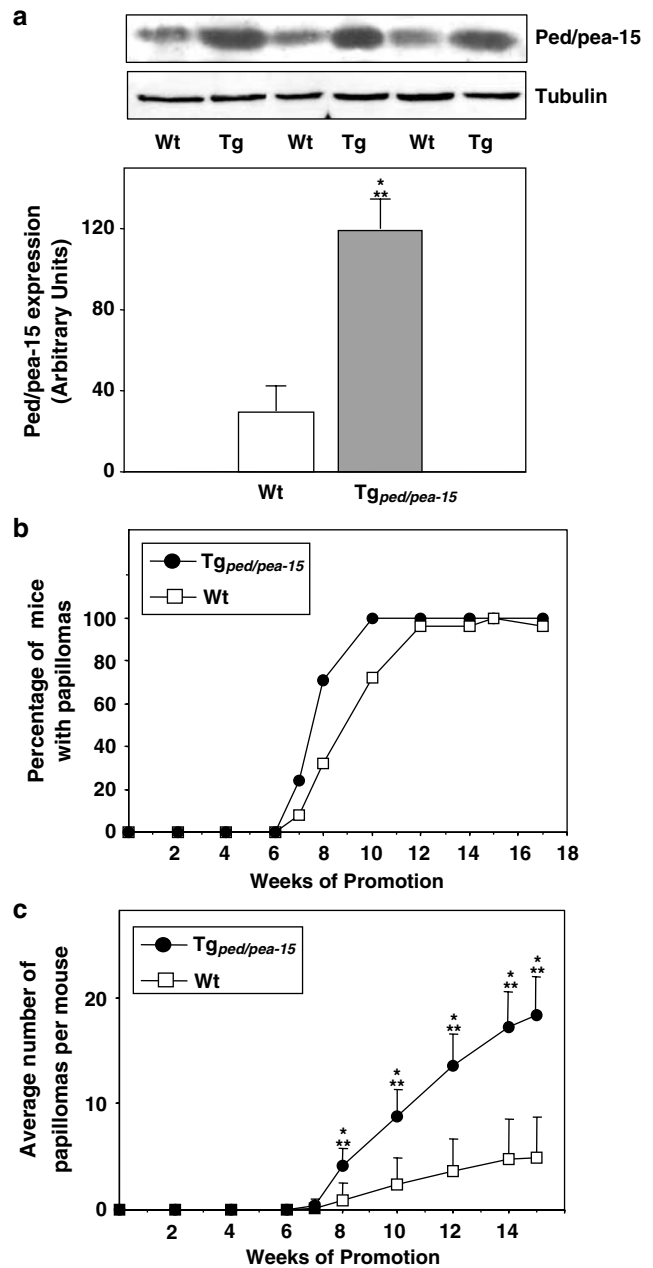 a
Ped/pea-15
Tubulin
Wt Tg Wt Tg Wt Tg
Ped/pea-15 expression
(Arbitrary Units)
120
80
40
0
*
**
Wt Tgped/pea-15
b
Percentage of mice
with papillomas
Tgped/pea-15
Wt
100
80
60
40
20
0
2 4 6 8 10 12 14 16 18
Weeks of Promotion
c
Average number of
papillomas per mouse
Tgped/pea-15
Wt
20
10
0
* * * * *
** ** ** ** **
2 4 6 8 10 12 14
Weeks of Promotion